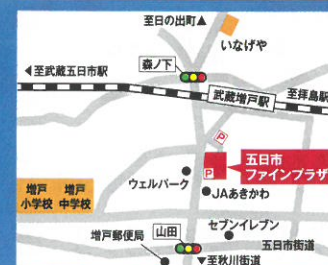 至日の出町▲
いなげや
森ノ下
◀至武蔵五日市駅
武蔵増戸駅
至拝島駅
P
五日市
ファインプラザ
P
ウェルパーク
JAあきかわ
増戸 増戸
小学校 中学校
セブンイレブン
増戸郵便局
山田
五日市街道
▼至秋川街道